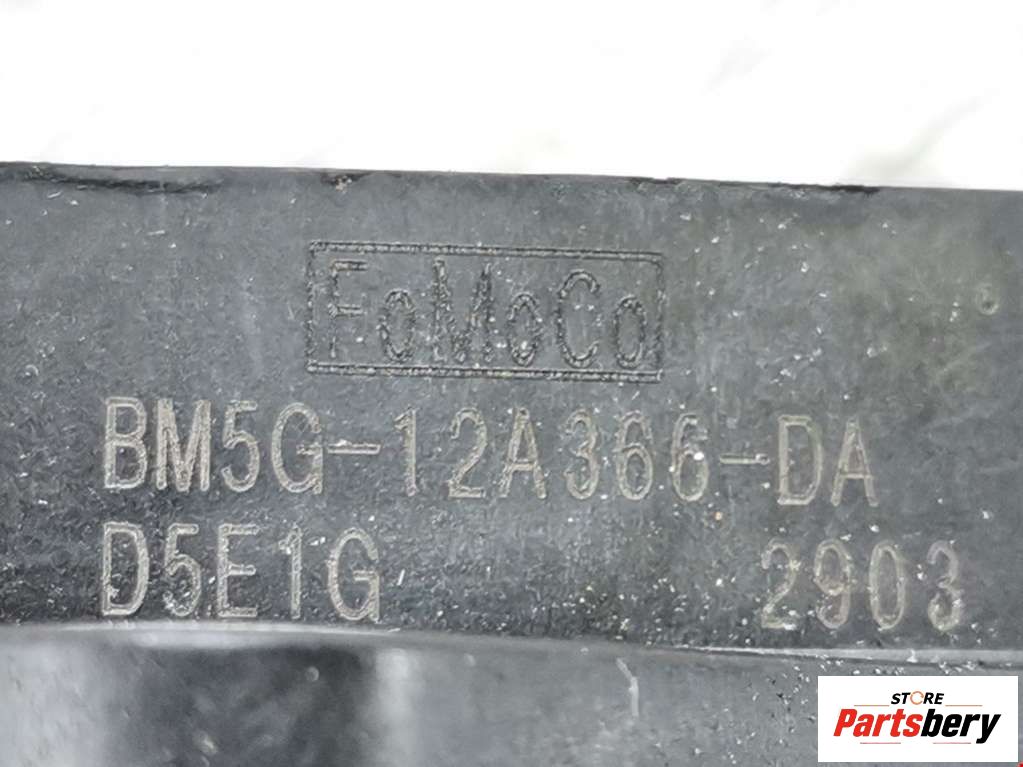 FoMoCo
BM5G-12A366-DA
D5E1G 2903
STORE
Partsbery